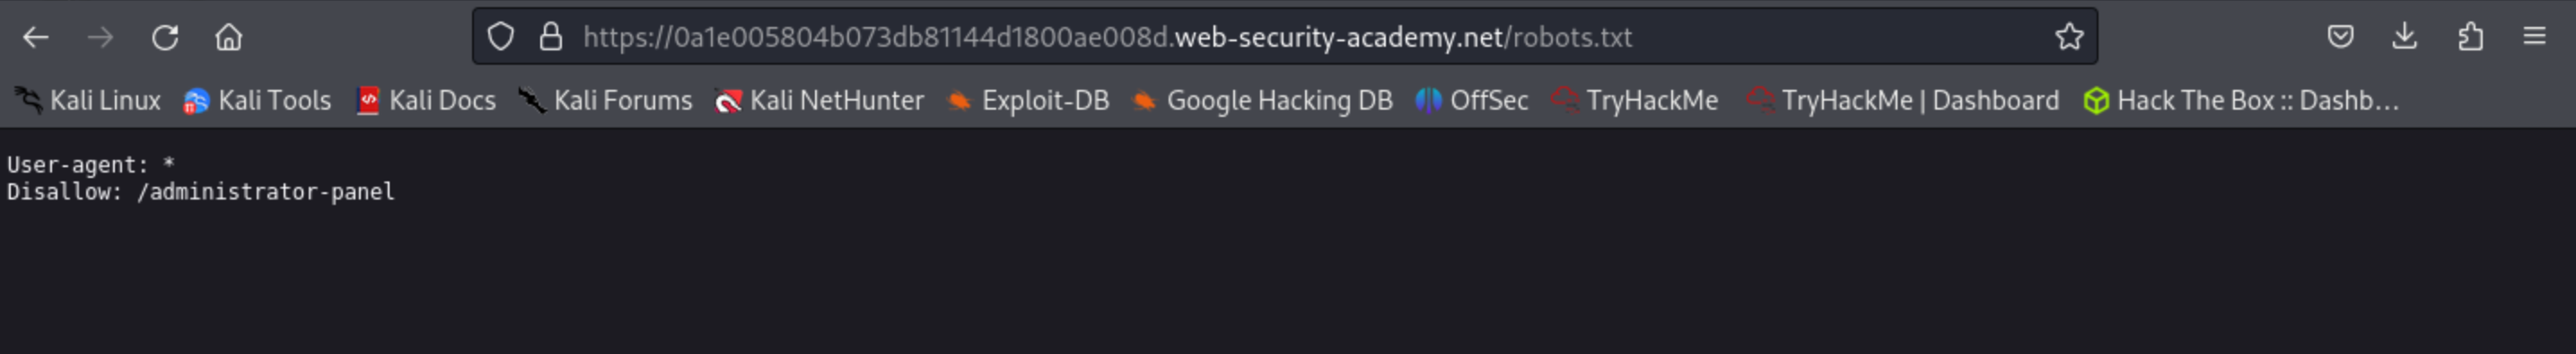 https://0a1e005804b073db81144d1800ae008d.web-security-academy.net/robots.txt
Kali Linux Kali Tools Kali Docs Kali Forums Kali NetHunter Exploit-DB Google Hacking DB OffSec TryHackMe TryHackMe | Dashboard Hack The Box :: Dashb…
User-agent: *
Disallow: /administrator-panel